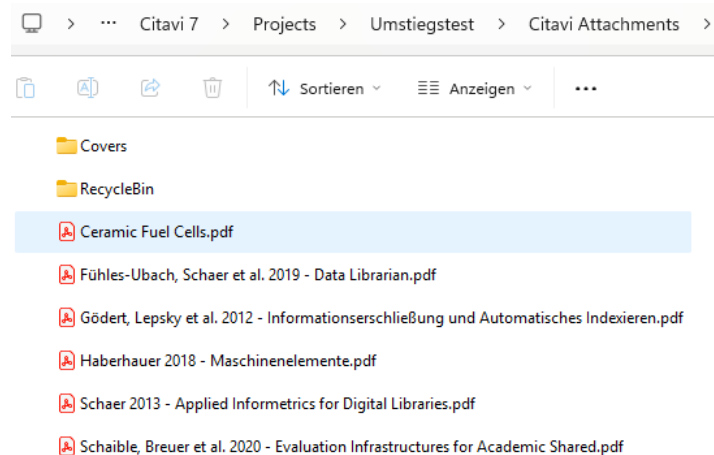 > ... Citavi 7 > Projects > Umstiegstest > Citavi Attachments >
Sortieren Anzeigen ...
Covers
RecycleBin
Ceramic Fuel Cells.pdf
Fühles-Ubach, Schaer et al. 2019 - Data Librarian.pdf
Gödert, Lepsky et al. 2012 - Informationserschließung und Automatisches Indexieren.pdf
Haberhauer 2018 - Maschinenelemente.pdf
Schaer 2013 - Applied Informetrics for Digital Libraries.pdf
Schaible, Breuer et al. 2020 - Evaluation Infrastructures for Academic Shared.pdf